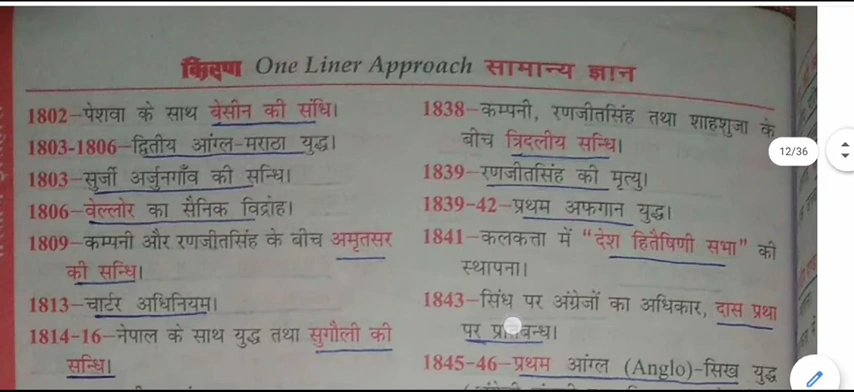 किरण One Liner Approach सामान्य ज्ञान
1802–पेशवा के साथ बेसीन की संधि।
1803-1806–द्वितीय आंग्ल-मराठा युद्ध।
1803–सुर्जी अर्जुनगाँव की सन्धि।
1806–वेल्लोर का सैनिक विद्रोह।
1809–कम्पनी और रणजीतसिंह के बीच अमृतसर
की सन्धि।
1813–चार्टर अधिनियम।
1814-16–नेपाल के साथ युद्ध तथा सुगौली की
सन्धि।
1838–कम्पनी, रणजीतसिंह तथा शाहशुजा के
बीच त्रिदलीय सन्धि।
1839–रणजीतसिंह की मृत्यु।
1839-42–प्रथम अफगान युद्ध।
1841–कलकत्ता में “देश हितैषिणी सभा” की
स्थापना।
1843–सिंध पर अंग्रेजों का अधिकार, दास प्रथा
पर प्रतिबन्ध।
1845-46–प्रथम आंग्ल (Anglo)-सिख युद्ध
12/36